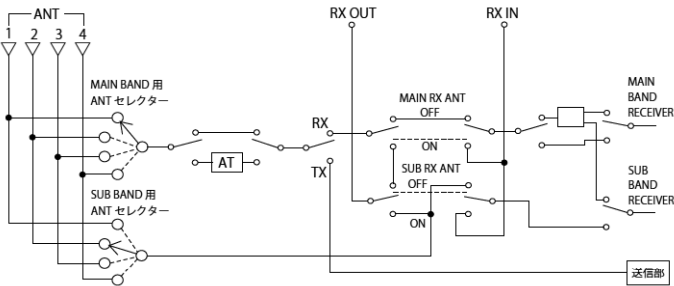 ANT
1 2 3 4
RX OUT
RX IN
MAIN BAND 用
ANT セレクター
AT
RX
TX
MAIN RX ANT
OFF
ON
SUB RX ANT
OFF
ON
MAIN
BAND
RECEIVER
SUB
BAND
RECEIVER
SUB BAND 用
ANT セレクター
送信部